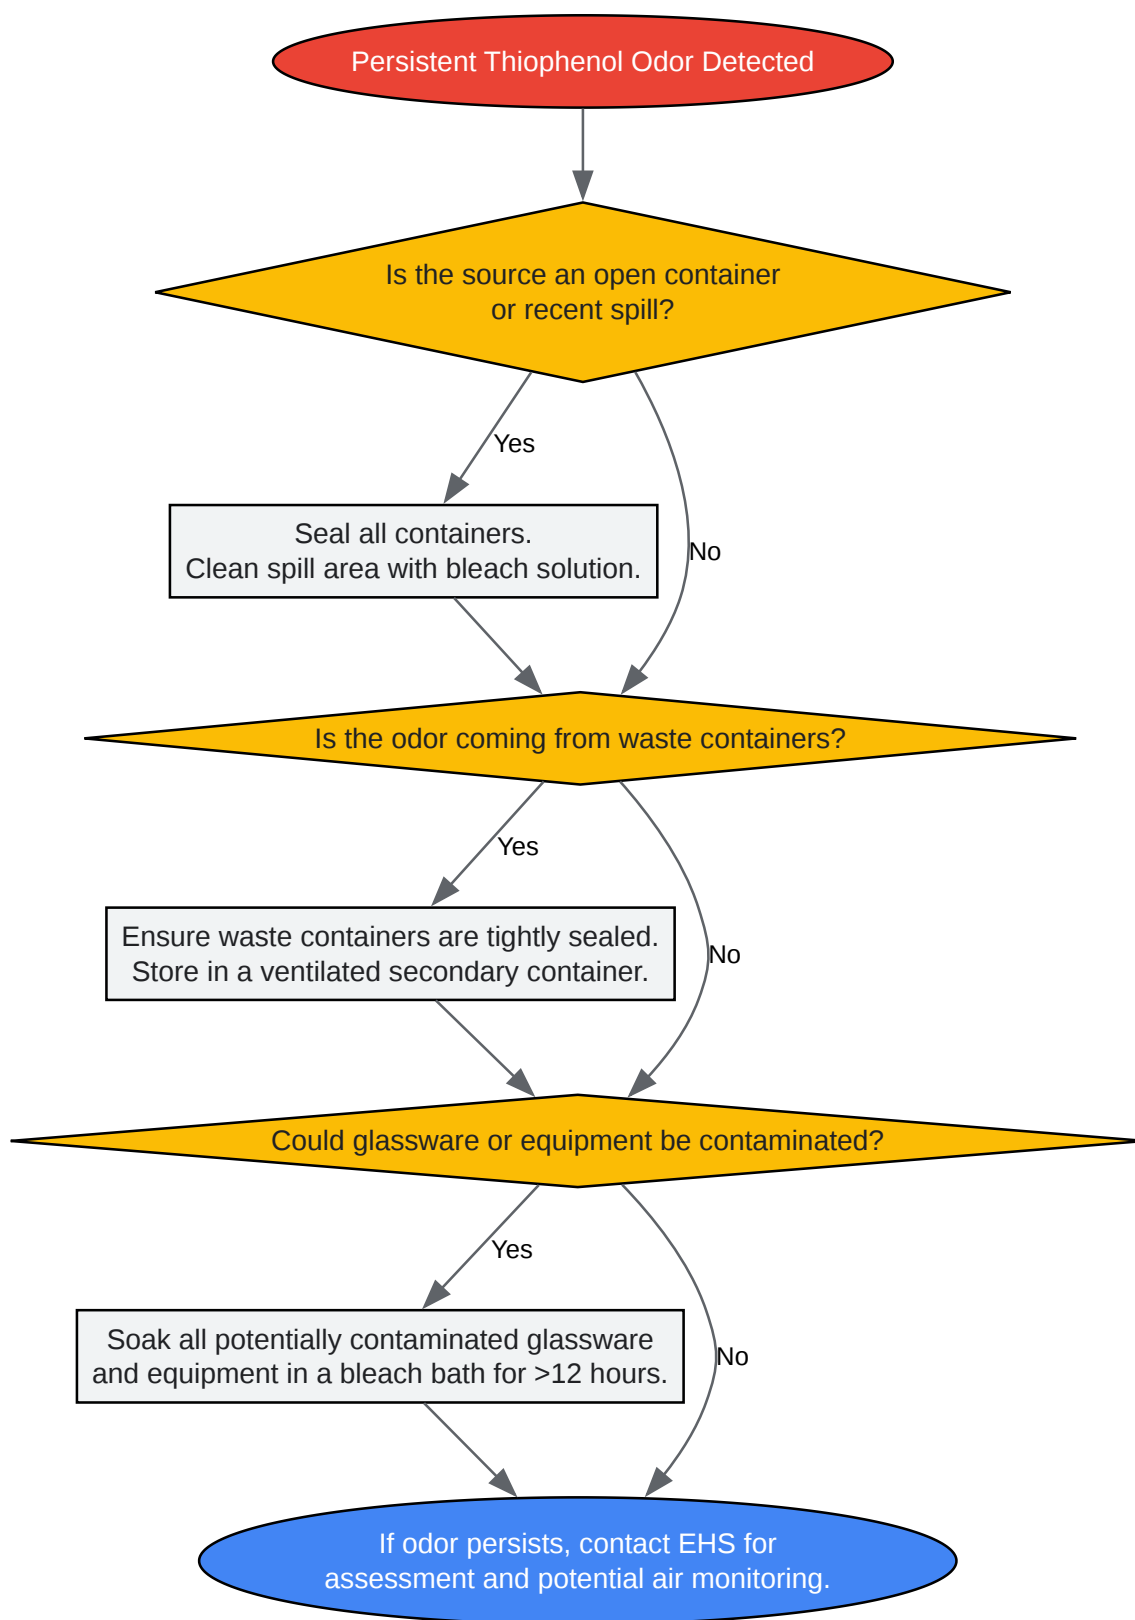 Persistent Thiophenol Odor Detected
Is the source an open container
or recent spill?
Yes
Seal all containers.
Clean spill area with bleach solution.
No
Is the odor coming from waste containers?
Yes
Ensure waste containers are tightly sealed.
Store in a ventilated secondary container.
No
Could glassware or equipment be contaminated?
Yes
Soak all potentially contaminated glassware
and equipment in a bleach bath for >12 hours.
No
If odor persists, contact EHS for
assessment and potential air monitoring.